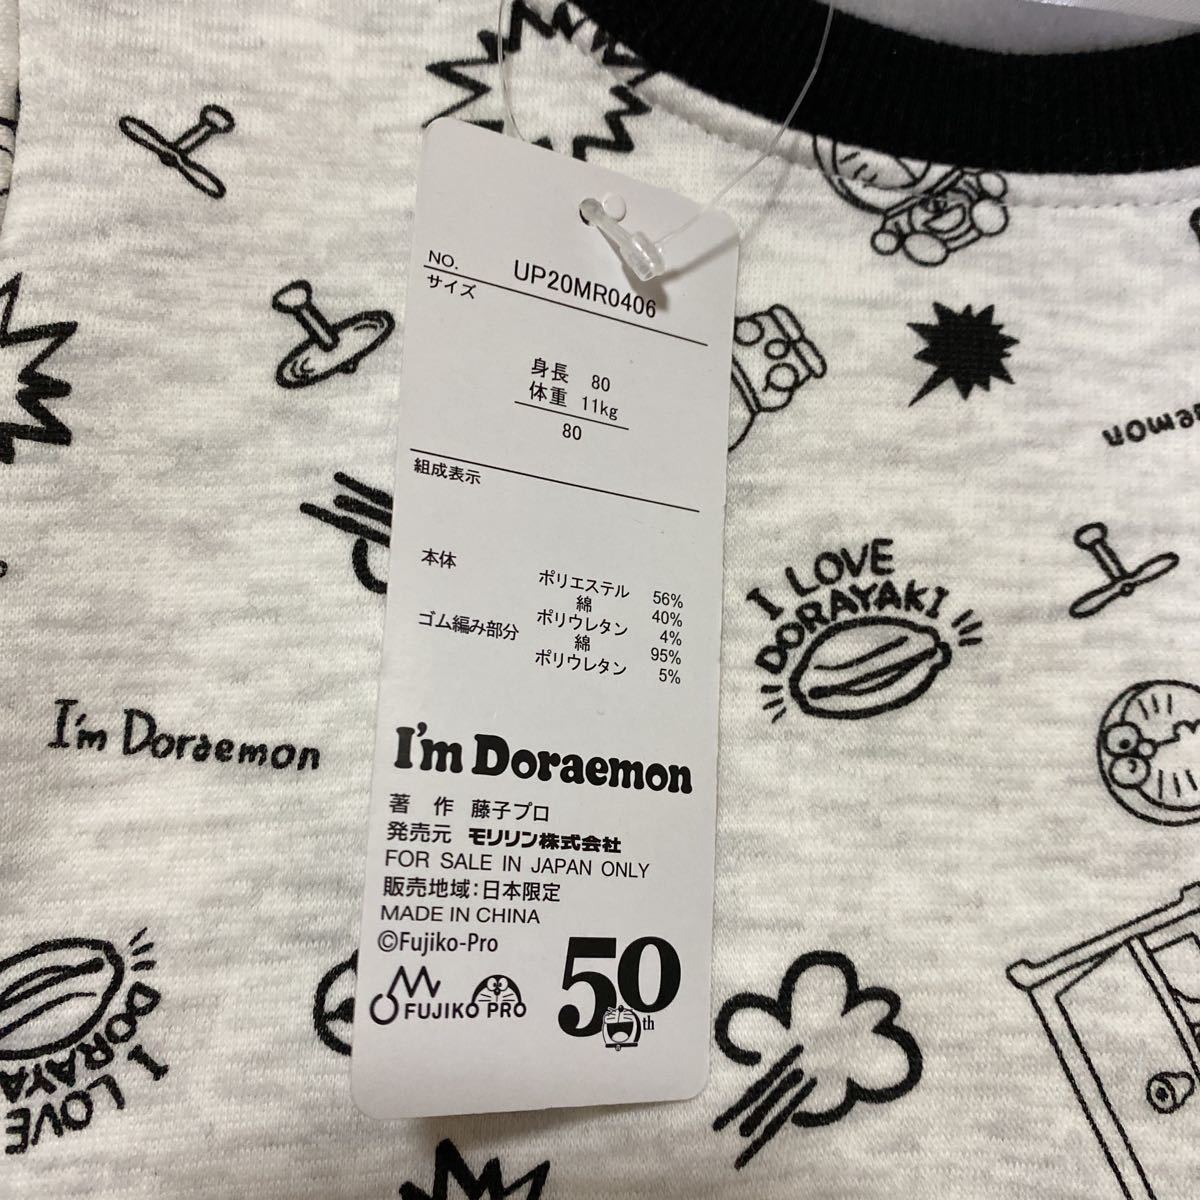 NO. UP20MR0406
サイズ
身長 80
体重 11kg
80
組成表示
本体 ポリエステル 56%
綿 40%
ポリウレタン 4%
ゴム編み部分 綿 95%
ポリウレタン 5%
I'm Doraemon
著 作 藤子プロ
発売元 モリリン株式会社
FOR SALE IN JAPAN ONLY
販売地域:日本限定
MADE IN CHINA
©Fujiko-Pro
FUJIKO PRO
50th
I LOVE
DORAYAKI
I'm Doraemon
I LOVE
DORAYA